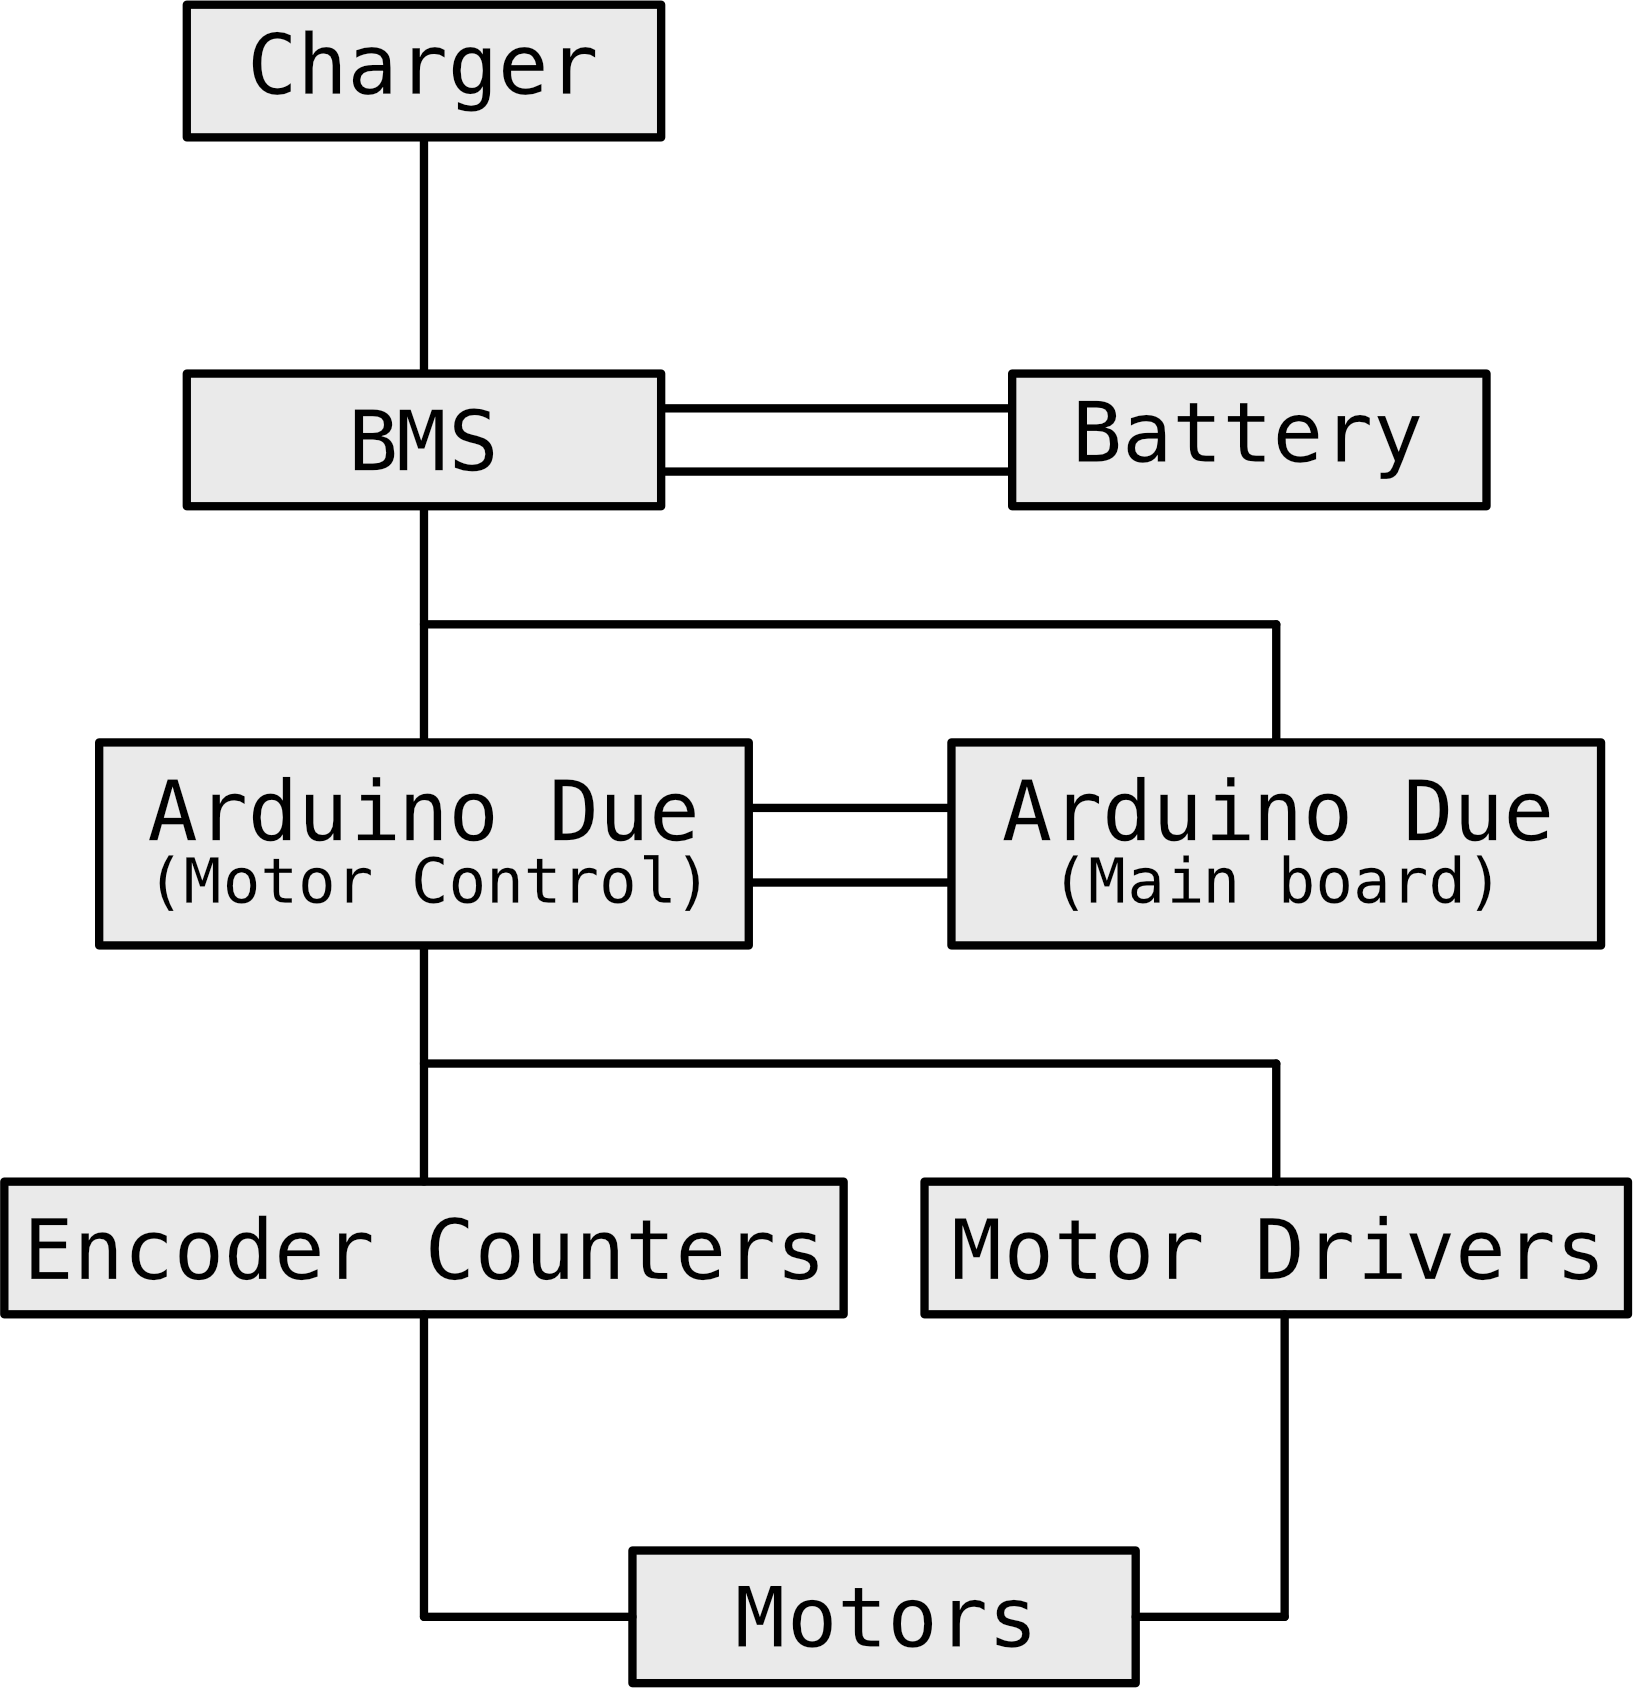 Charger
BMS
Battery
Arduino Due
(Motor Control)
Arduino Due
(Main board)
Encoder Counters
Motor Drivers
Motors